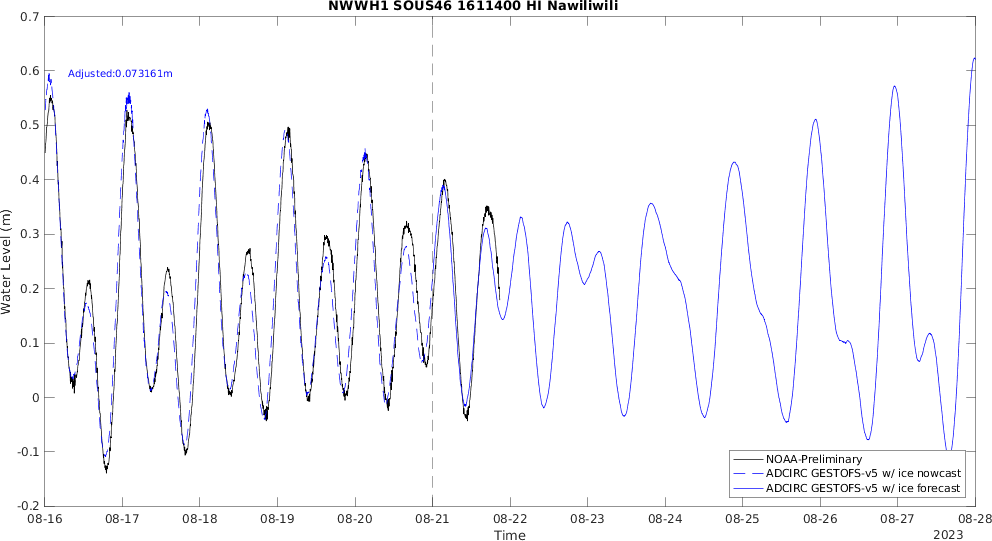 NWWH1 SOUS46 1611400 HI Nawiliwili
0.7
0.6
0.5
0.4
0.3
0.2
0.1
0
-0.1
-0.2
Water Level (m)
Adjusted:0.073161m
NOAA-Preliminary
ADCIRC GESTOFS-v5 w/ ice nowcast
ADCIRC GESTOFS-v5 w/ ice forecast
08-16 08-17 08-18 08-19 08-20 08-21 08-22 08-23 08-24 08-25 08-26 08-27 08-28
Time
2023